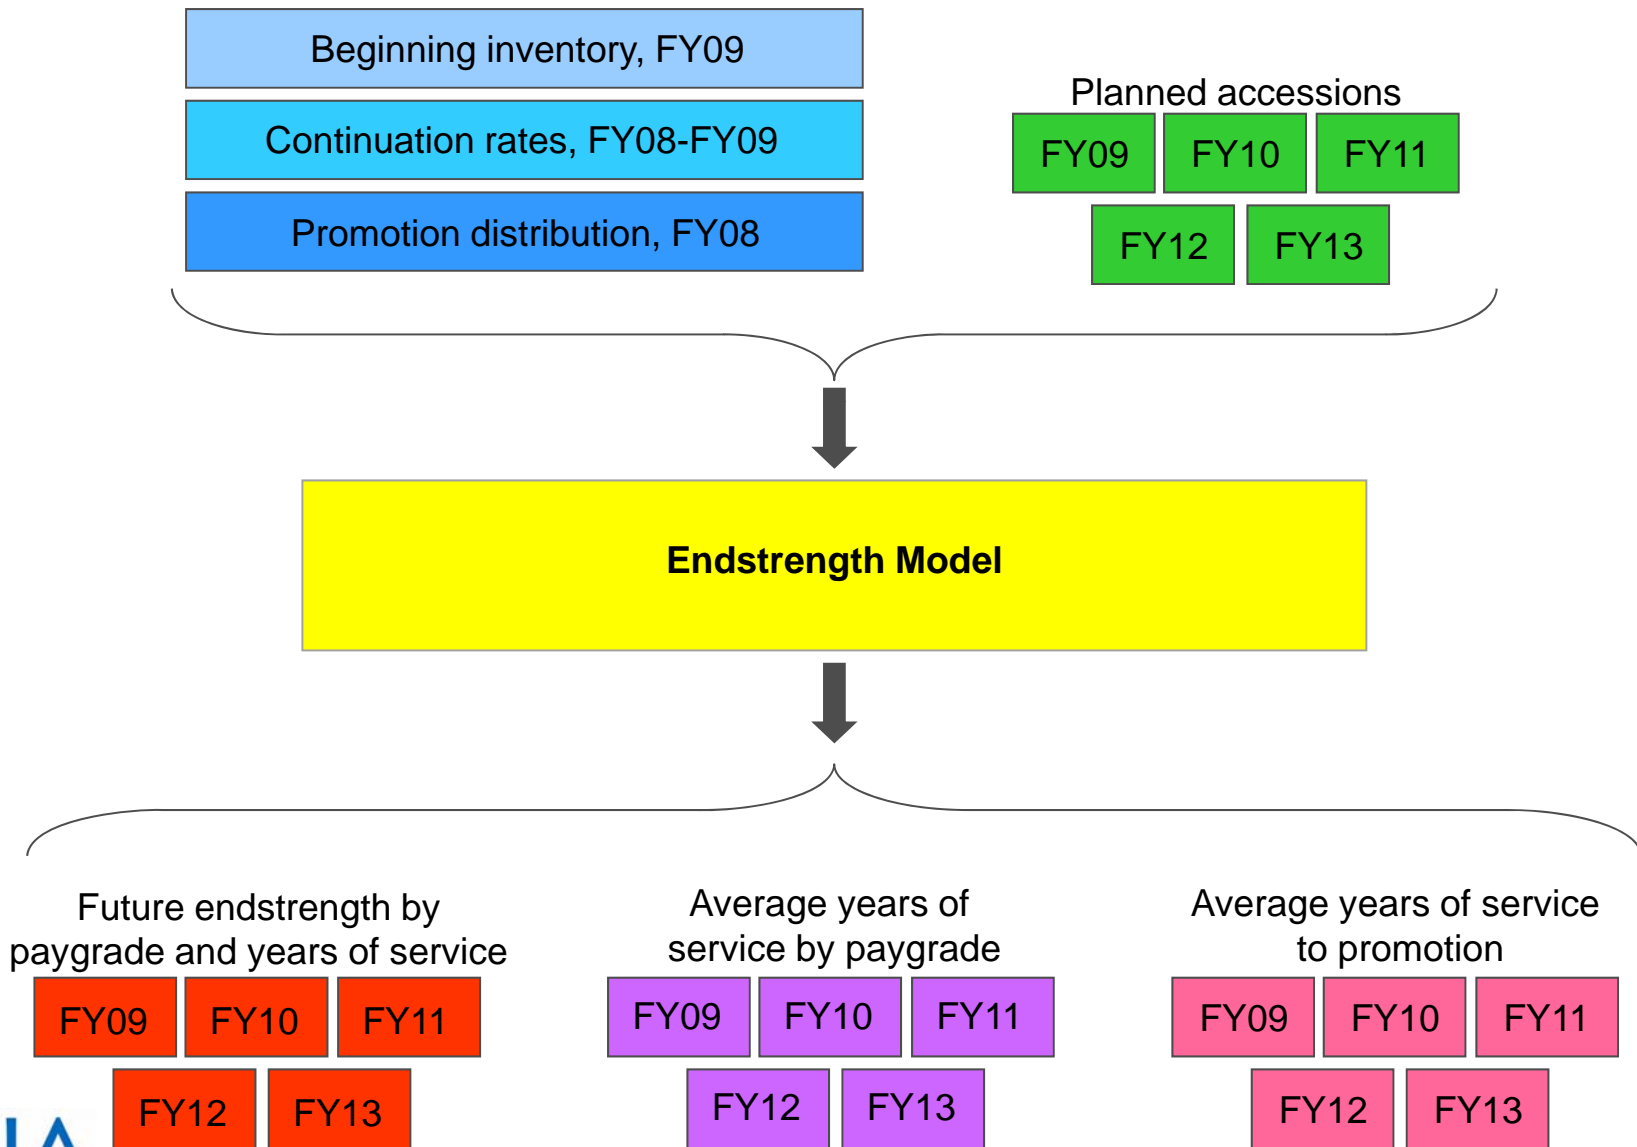 Beginning inventory, FY09
Continuation rates, FY08-FY09
Promotion distribution, FY08
Planned accessions
FY09 FY10 FY11
FY12 FY13
Endstrength Model
Future endstrength by
paygrade and years of service
FY09 FY10 FY11
FY12 FY13
Average years of
service by paygrade
FY09 FY10 FY11
FY12 FY13
Average years of service
to promotion
FY09 FY10 FY11
FY12 FY13